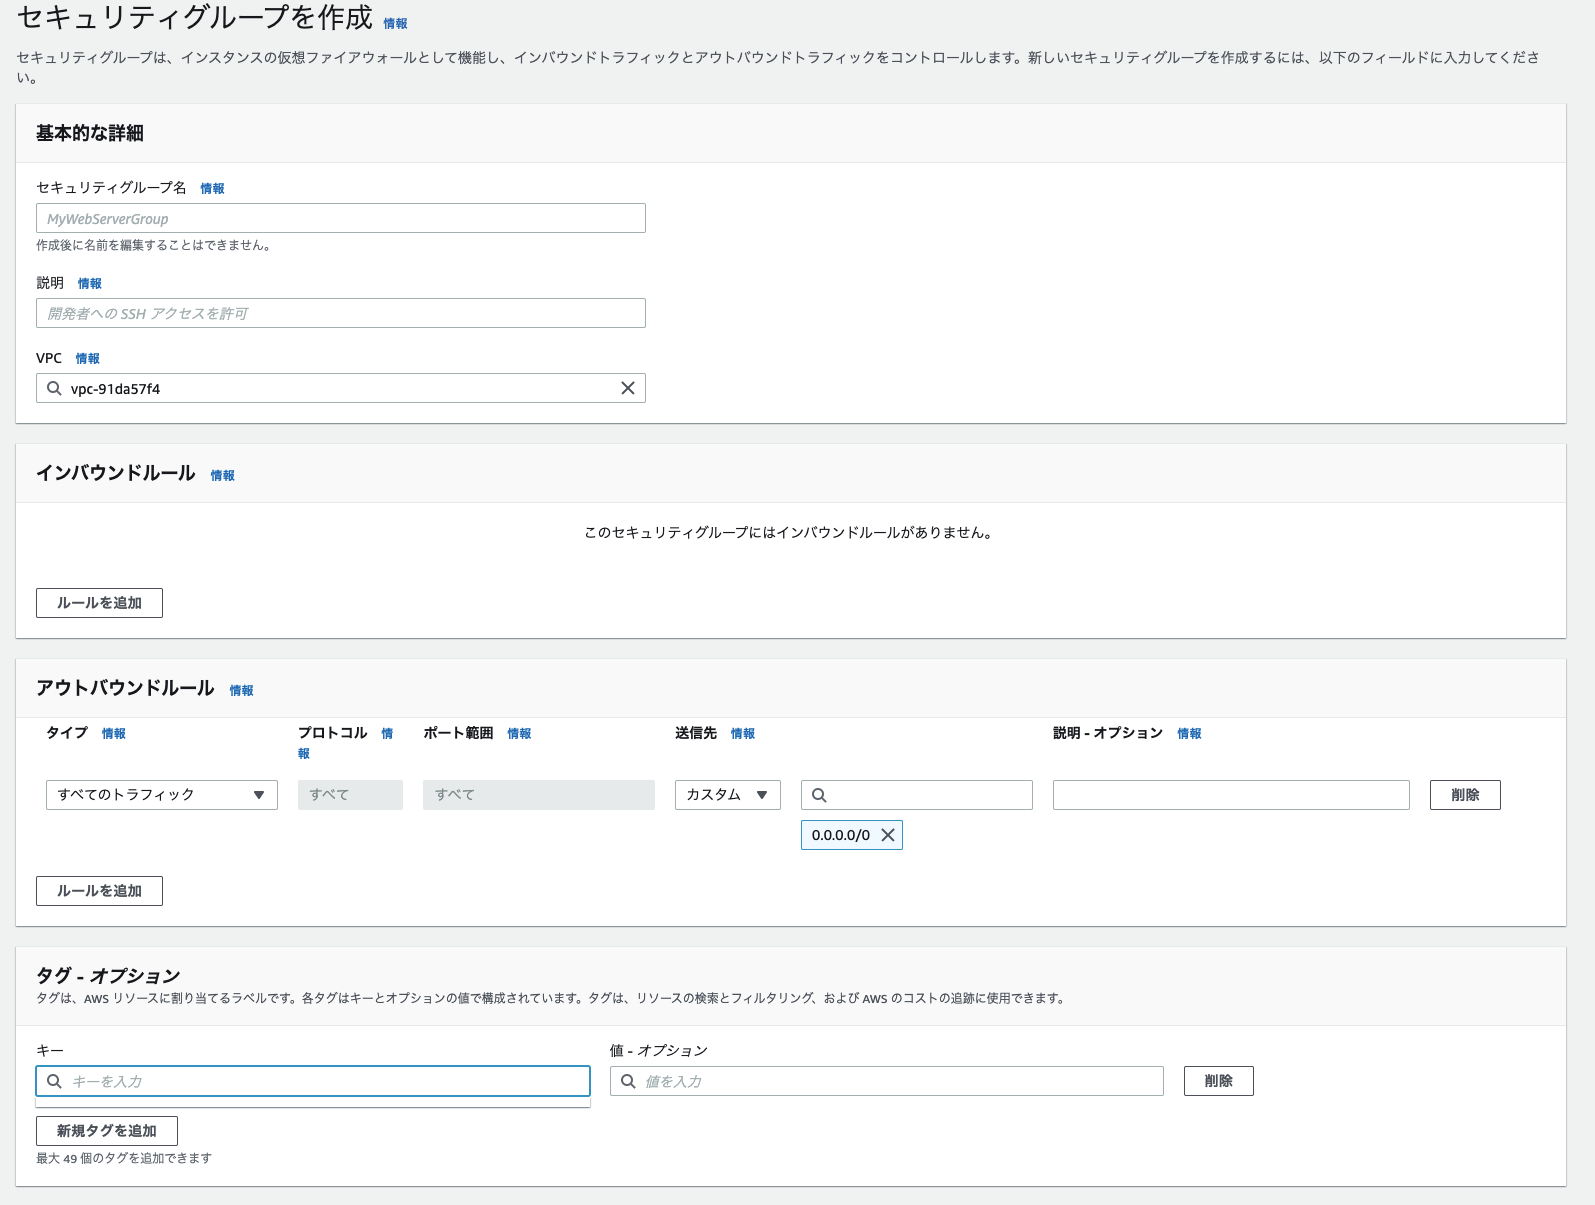 セキュリティグループを作成 情報
セキュリティグループは、インスタンスの仮想ファイアウォールとして機能し、インバウンドトラフィックとアウトバウンドトラフィックをコントロールします。新しいセキュリティグループを作成するには、以下のフィールドに入力してくださ
い。
基本的な詳細
セキュリティグループ名 情報
MyWebServerGroup
作成後に名前を編集することはできません。
説明 情報
開発者への SSH アクセスを許可
VPC 情報
vpc-91da57f4
インバウンドルール 情報
このセキュリティグループにはインバウンドルールがありません。
ルールを追加
アウトバウンドルール 情報
タイプ 情報 プロトコル 情 ポート範囲 情報 送信先 情報 説明 - オプション 情報
報
すべてのトラフィック すべて すべて カスタム 削除
0.0.0.0/0
ルールを追加
タグ - オプション
タグは、AWS リソースに割り当てるラベルです。各タグはキーとオプションの値で構成されています。タグは、リソースの検索とフィルタリング、および AWS のコストの追跡に使用できます。
キー 値 - オプション
キーを入力 値を入力 削除
新規タグを追加
最大 49 個のタグを追加できます